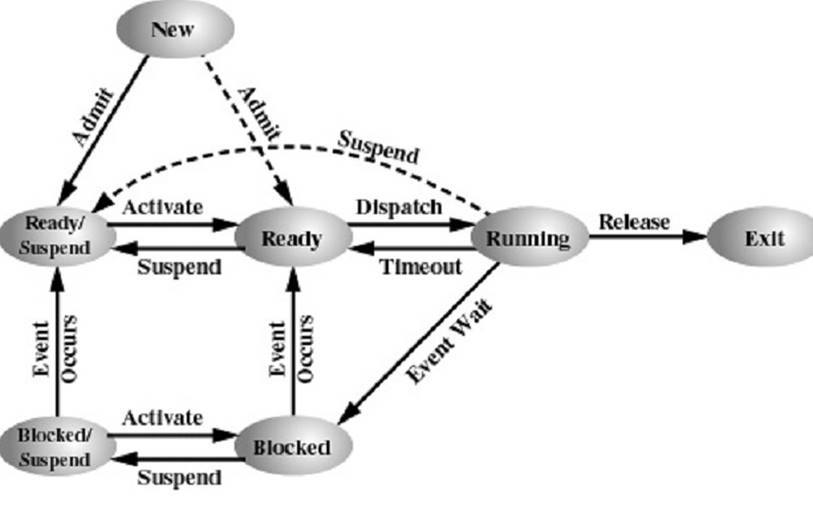 New
Admit
Admit
Suspend
Ready/
Suspend
Activate
Suspend
Ready
Dispatch
Timeout
Running
Release
Exit
Event
Occurs
Event
Occurs
Event Wait
Blocked/
Suspend
Activate
Suspend
Blocked